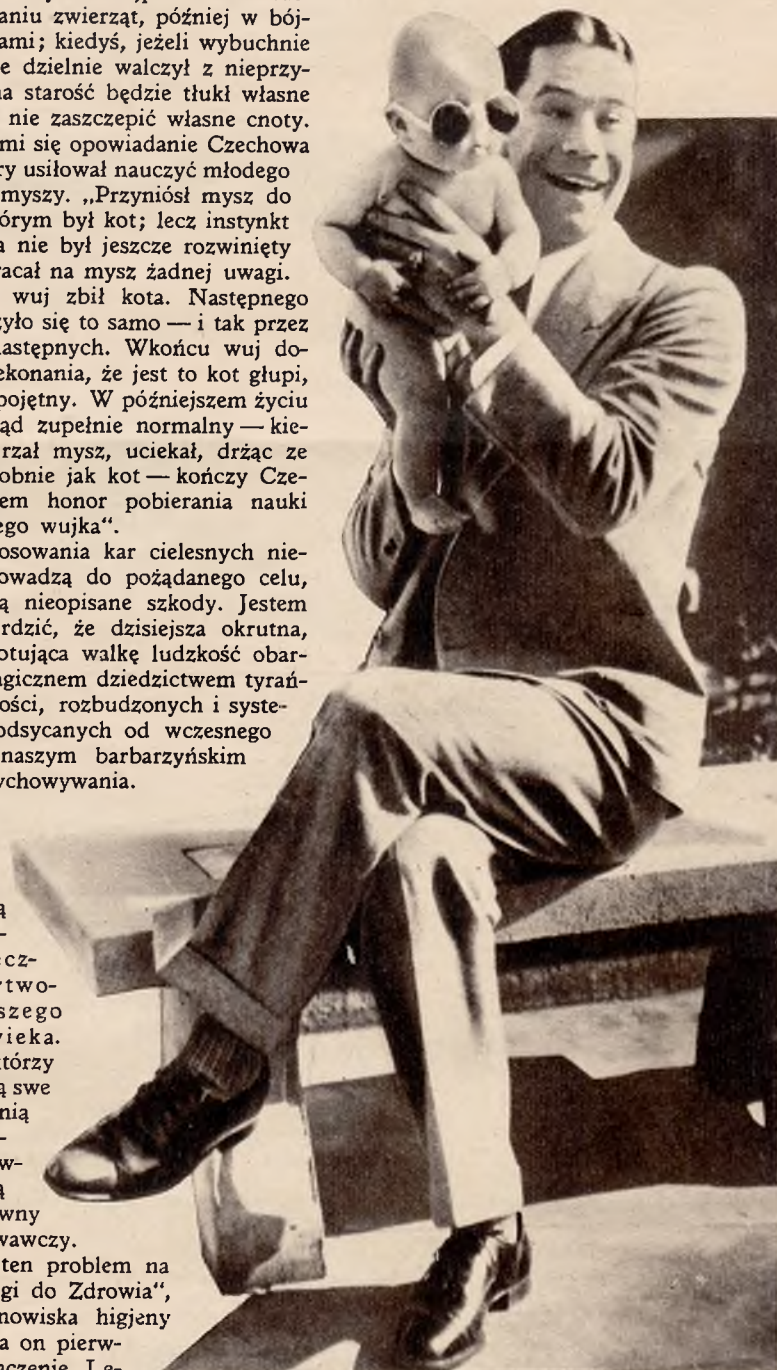 aniu zwierząt, później w bój-
ami; kiedyś, jeżeli wybuchnie
e dzielnie walczył z nieprzy-
na starość będzie tłukł własne
nie zaszczepić własne cnoty.
mi się opowiadanie Czechowa
ry usiłował nauczyć młodego
myszy. „Przyniósł mysz do
tórym był kot; lecz instynkt
a nie był jeszcze rozwinięty
racał na mysz żadnej uwagi.
wuj zbił kota. Następnego
zyło się to samo — i tak przez
następnych. Wkońcu wuj do-
ekonania, że jest to kot głupi,
pojętny. W późniejszem życiu
ąd zupełnie normalny — kie-
rzał mysz, uciekał, drżąc ze
obnie jak kot — kończy Cze-
em honor pobierania nauki
ego wujka“.
osowania kar cielesnych nie-
owadzą do pożądanego celu,
ą nieopisane szkody. Jestem
rdzić, że dzisiejsza okrutna,
otująca walkę ludzkość obar-
agicznem dziedzictwem tyrań-
ości, rozbudzonych i syste-
odsycanych od wczesnego
naszym barbarzyńskim
ychowywania.
ą
-
ecz-
rtwo-
szego
wieka.
którzy
ą swe
nią
-
w-
ą
wny
wawczy.
ten problem na
gi do Zdrowia“,
nowiska higjeny
a on pierw-